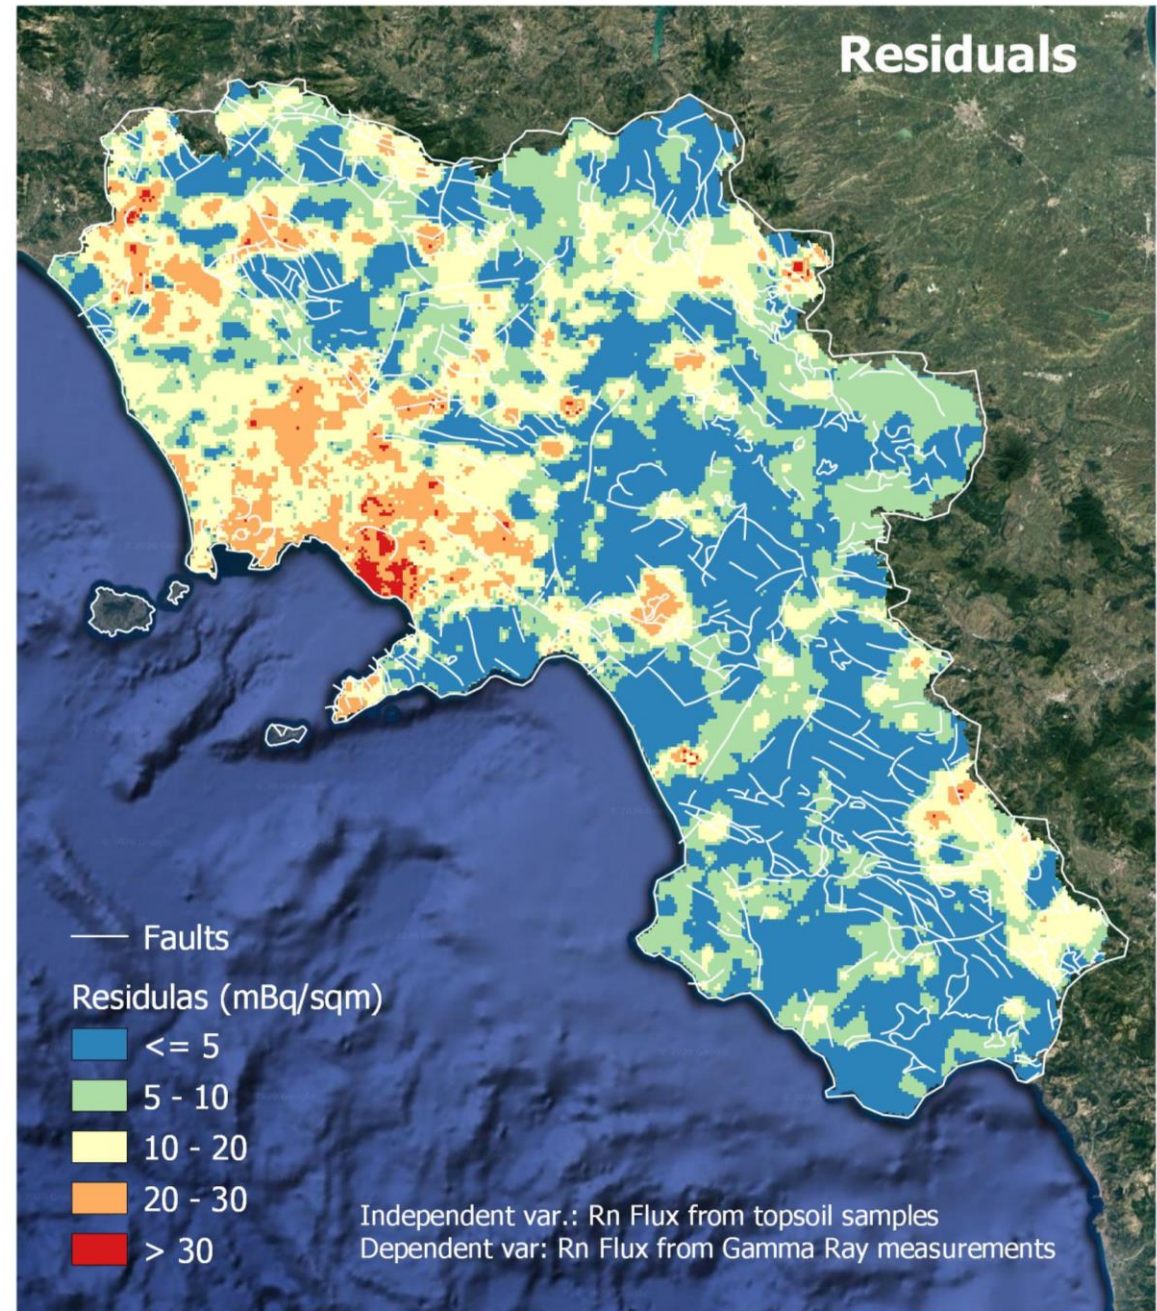 Residuals
Faults
Residulas (mBq/sqm)
<= 5
5 - 10
10 - 20
20 - 30
> 30
Independent var.: Rn Flux from topsoil samples
Dependent var: Rn Flux from Gamma Ray measurements